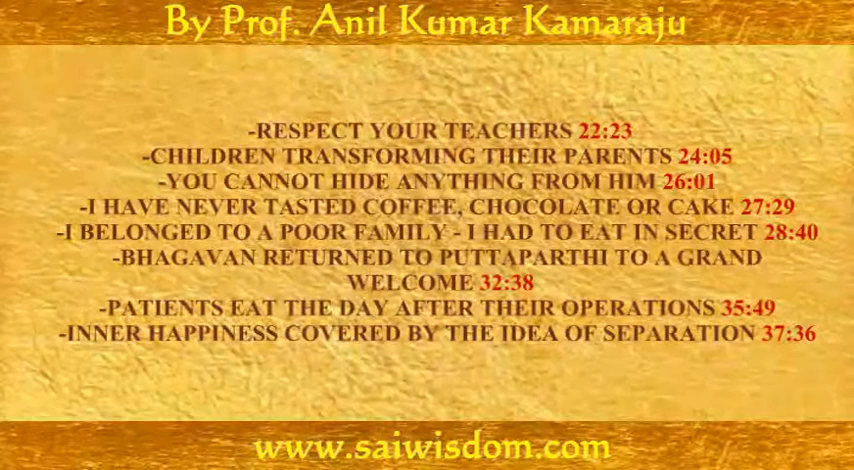 By Prof. Anil Kumar Kamaraju
-RESPECT YOUR TEACHERS 22:23
-CHILDREN TRANSFORMING THEIR PARENTS 24:05
-YOU CANNOT HIDE ANYTHING FROM HIM 26:01
-I HAVE NEVER TASTED COFFEE, CHOCOLATE OR CAKE 27:29
-I BELONGED TO A POOR FAMILY - I HAD TO EAT IN SECRET 28:40
-BHAGAVAN RETURNED TO PUTTAPARTHI TO A GRAND
WELCOME 32:38
-PATIENTS EAT THE DAY AFTER THEIR OPERATIONS 35:49
-INNER HAPPINESS COVERED BY THE IDEA OF SEPARATION 37:36
www.saiwisdom.com